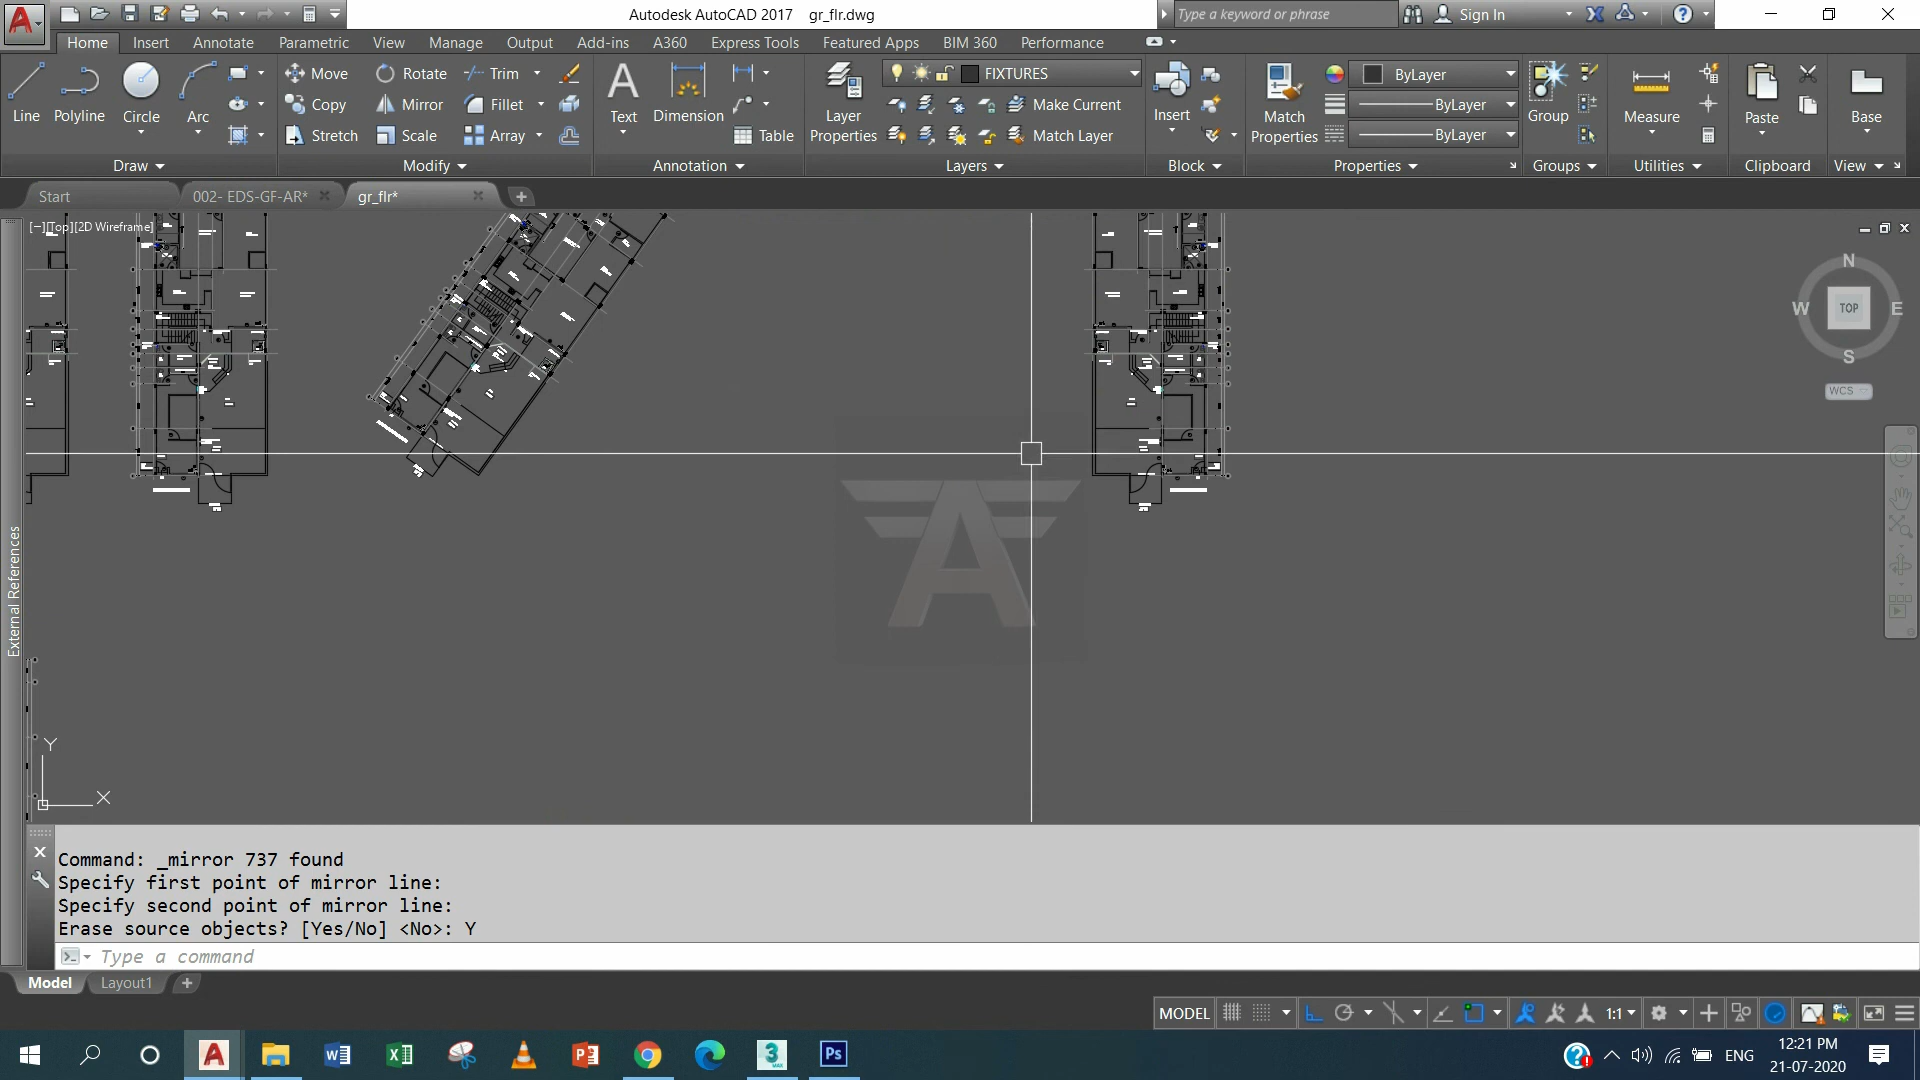 Autodesk AutoCAD 2017 gr_flr.dwg
Type a keyword or phrase
Sign In
Home Insert Annotate Parametric View Manage Output Add-ins A360 Express Tools Featured Apps BIM 360 Performance
Line Polyline Circle Arc
Move Rotate Trim
Copy Mirror Fillet
Stretch Scale Array
Text Dimension Table
Layer Properties
FIXTURES
Make Current
Match Layer
Insert
Match Properties
ByLayer
ByLayer
ByLayer
Group
Measure
Paste
Base
Draw Modify Annotation Layers Block Properties Groups Utilities Clipboard View
Start 002- EDS-GF-AR* gr_flr*
[−][Top][2D Wireframe]
N
W TOP E
S
WCS
External References
Y
X
Command: _mirror 737 found
Specify first point of mirror line:
Specify second point of mirror line:
Erase source objects? [Yes/No] <No>: Y
Type a command
Model Layout1
MODEL 1:1
ENG
12:21 PM
21-07-2020